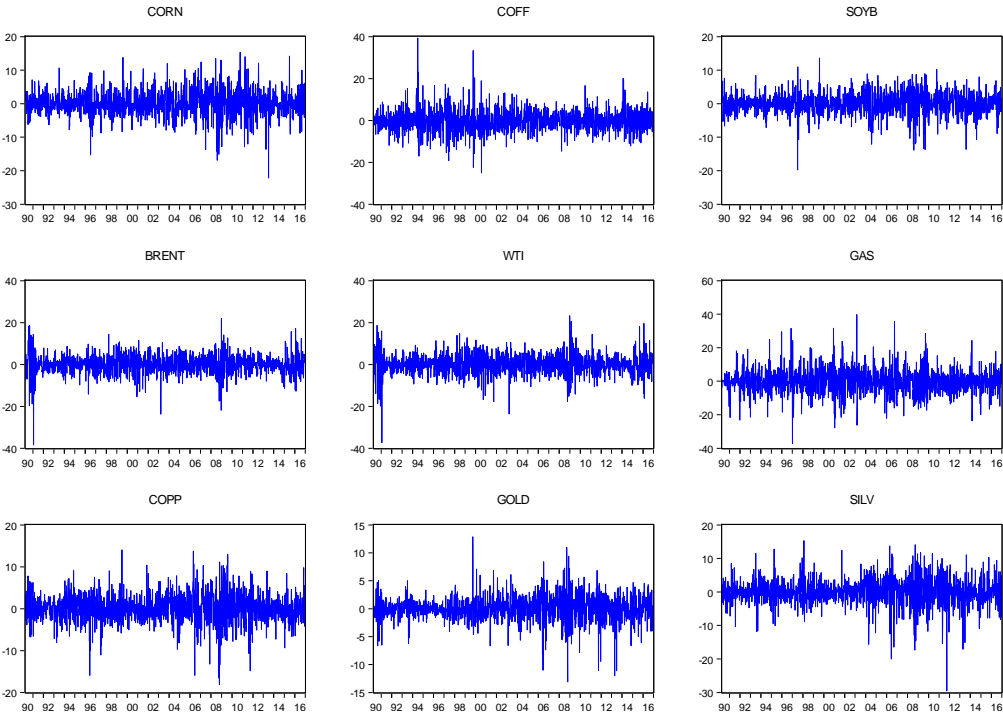 CORN COFF SOYB
20 40 20
10 20 10
0 0 0
-10 -20 -10
-20 -40 -20
-30 -30
90 92 94 96 98 00 02 04 06 08 10 12 14 16 90 92 94 96 98 00 02 04 06 08 10 12 14 16 90 92 94 96 98 00 02 04 06 08 10 12 14 16
BRENT WTI GAS
40 40 60
20 20 40
0 0 20
-20 -20 0
-40 -40 -20
-40
90 92 94 96 98 00 02 04 06 08 10 12 14 16 90 92 94 96 98 00 02 04 06 08 10 12 14 16 90 92 94 96 98 00 02 04 06 08 10 12 14 16
COPP GOLD SILV
20 15 20
10 10 10
0 5 0
-10 0 -10
-20 -5 -20
-10 -30
-15
90 92 94 96 98 00 02 04 06 08 10 12 14 16 90 92 94 96 98 00 02 04 06 08 10 12 14 16 90 92 94 96 98 00 02 04 06 08 10 12 14 16